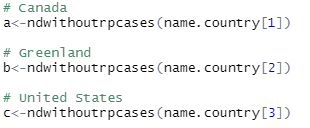 # Canada
a<-ndwithoutrpcases(name.country[1])
# Greenland
b<-ndwithoutrpcases(name.country[2])
# United States
c<-ndwithoutrpcases(name.country[3])